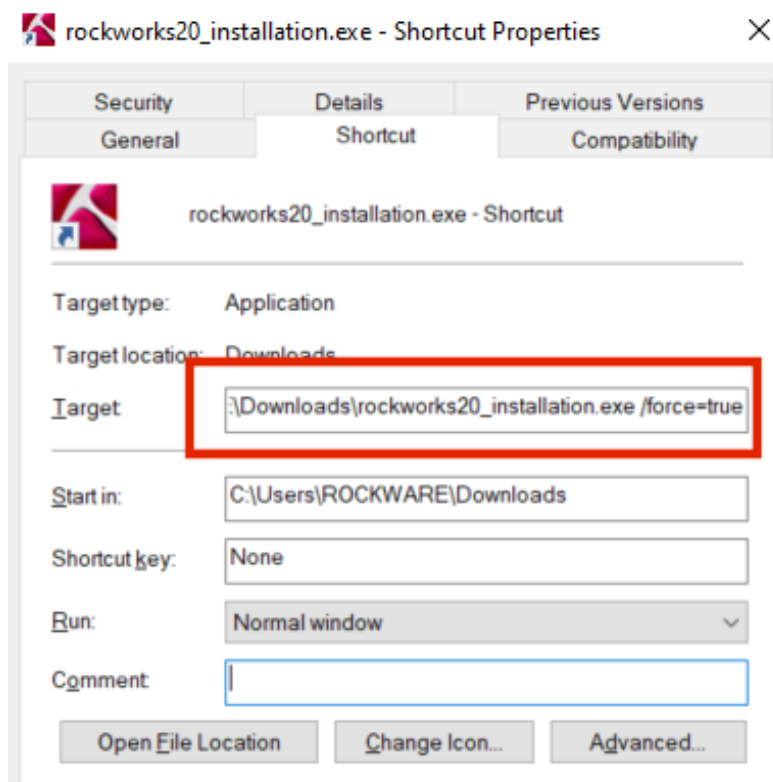 rockworks20_installation.exe - Shortcut Properties
Security Details Previous Versions
General Shortcut Compatibility
rockworks20_installation.exe - Shortcut
Target type: Application
Target location: Downloads
Target :\Downloads\rockworks20_installation.exe /force=true
Start in: C:\Users\ROCKWARE\Downloads
Shortcut key: None
Run: Normal window
Comment
Open File Location Change Icon... Advanced...